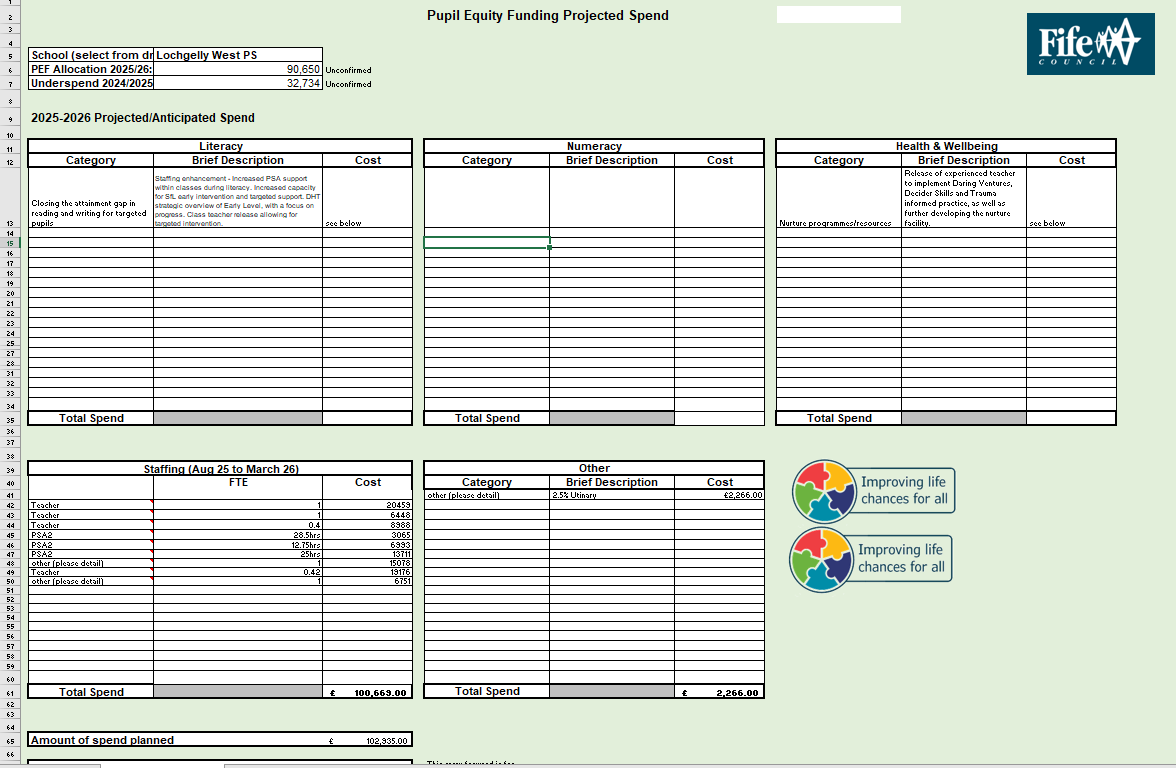 Pupil Equity Funding Projected Spend
Fife
COUNCIL
School (select from dr Lochgelly West PS
PEF Allocation 2025/26: 90,650 Unconfirmed
Underspend 2024/2025 32,734 Unconfirmed
2025-2026 Projected/Anticipated Spend
Literacy
Category Brief Description Cost
Closing the attainment gap in
reading and writing for targeted
pupils
Staffing enhancement - Increased PSA support
within classes during literacy. Increased capacity
for SfL early intervention and targeted support. DHT
strategic overview of Early Level, with a focus on
progress. Class teacher release allowing for
targeted intervention.
see below
Total Spend
Numeracy
Category Brief Description Cost
Total Spend
Health & Wellbeing
Category Brief Description Cost
Nurture programmes/resources
Release of experienced teacher
to implement Daring Ventures,
Decider Skills and Trauma
informed practice, as well as
further developing the nurture
facility.
see below
Total Spend
Staffing (Aug 25 to March 26)
FTE Cost
Teacher 1 20459
Teacher 1 6448
Teacher 0.4 8988
PSA2 28.5hrs 3065
PSA2 12.75hrs 6993
PSA2 25hrs 13711
other (please detail) 1 15078
Teacher 0.42 19176
other (please detail) 1 6751
Total Spend £ 100,669.00
Other
Category Brief Description Cost
other (please detail) 2.5% Utinary £2,266.00
Total Spend £ 2,266.00
Improving life
chances for all
Improving life
chances for all
Amount of spend planned £ 102,935.00